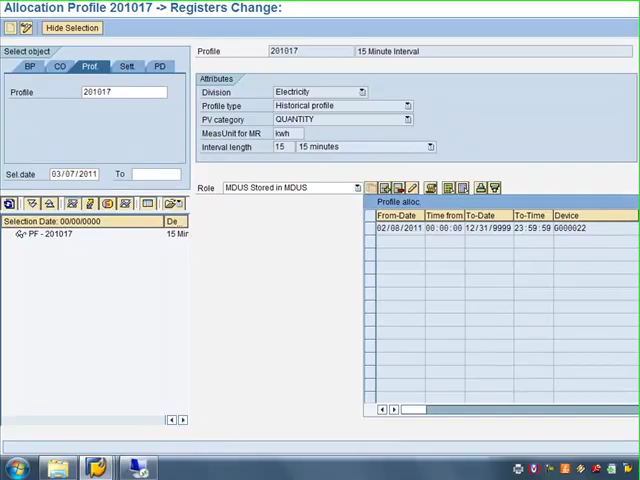 Allocation Profile 201017 -> Registers Change:
Hide Selection
Select object
BP CO Prof. Sett. PD
Profile 201017
Sel.date 03/07/2011 To
Selection Date: 00/00/0000 De
PF - 201017 15 Min
Profile 201017 15 Minute Interval
Attributes
Division Electricity
Profile type Historical profile
PV category QUANTITY
MeasUnit for MR kwh
Interval length 15 15 minutes
Role MDUS Stored in MDUS
Profile alloc.
From-Date Time from To-Date To-Time Device
02/08/2011 00:00:00 12/31/9999 23:59:59 G000022